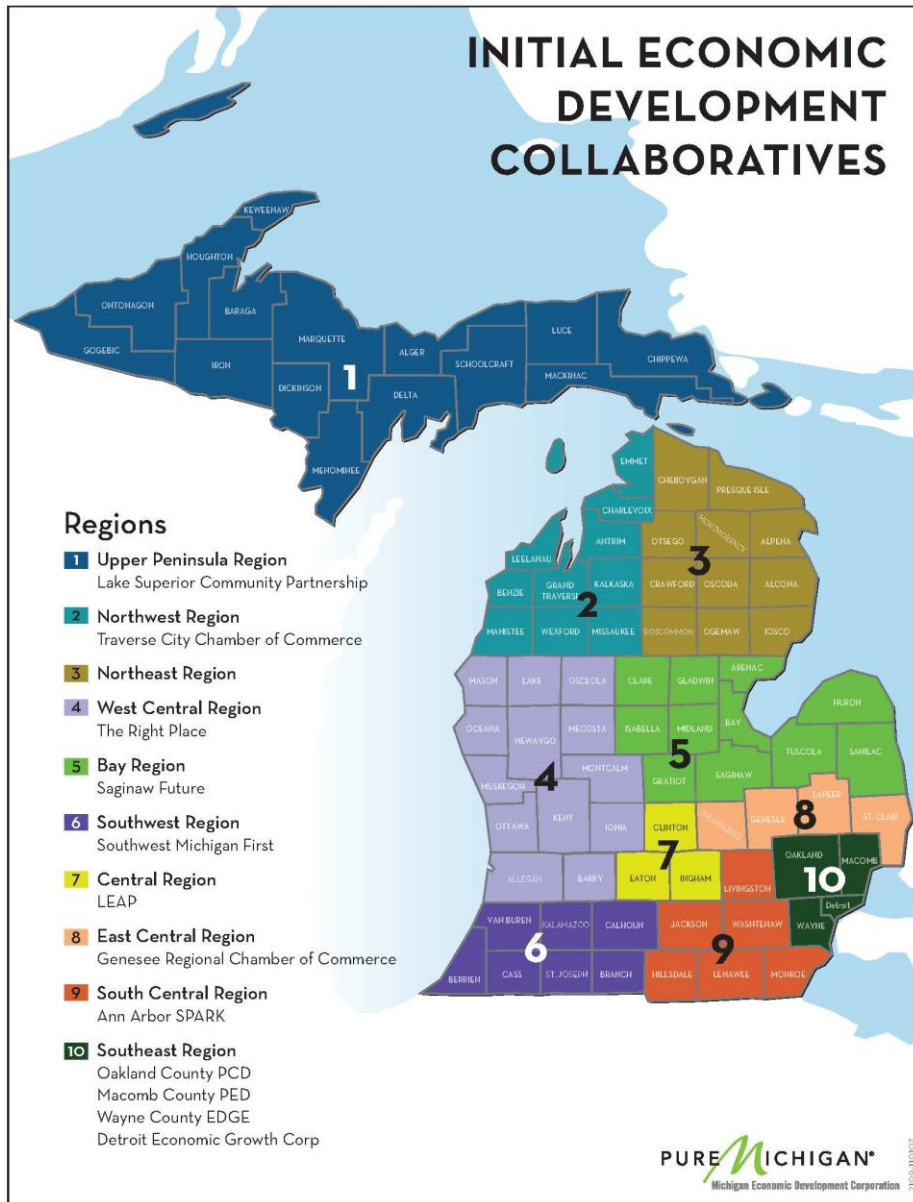 INITIAL ECONOMIC
DEVELOPMENT
COLLABORATIVES
KEWEENAW
HOUGHTON
ONTONAGON
BARAGA
GOGEBIC
MARQUETTE
LUCE
ALGER
CHIPPEWA
IRON
SCHOOLCRAFT
1
MACKINAC
DICKINSON
DELTA
MENOMINEE
EMMET
CHEBOYGAN
PRESQUE ISLE
CHARLEVOIX
ANTRIM
OTSEGO
MONTMORENCY
ALPENA
LEELANAU
3
BENZIE
GRAND
TRAVERSE
KALKASKA
CRAWFORD
OSCODA
ALCONA
2
MANISTEE
WEXFORD
MISSAUKEE
ROSCOMMON
OGEMAW
IOSCO
MASON
LAKE
OSCEOLA
CLARE
GLADWIN
ARENAC
HURON
OCEANA
NEWAYGO
MECOSTA
ISABELLA
MIDLAND
BAY
5
TUSCOLA
SANILAC
4
MONTCALM
GRATIOT
SAGINAW
MUSKEGON
LAPEER
8
OTTAWA
KENT
IONIA
CLINTON
SHIAWASSEE
GENESEE
ST. CLAIR
7
OAKLAND
MACOMB
10
ALLEGAN
BARRY
EATON
INGHAM
LIVINGSTON
Detroit
VAN BUREN
KALAMAZOO
CALHOUN
JACKSON
WASHTENAW
WAYNE
6
9
BERRIEN
CASS
ST. JOSEPH
BRANCH
HILLSDALE
LENAWEE
MONROE
Regions
1 Upper Peninsula Region
Lake Superior Community Partnership
2 Northwest Region
Traverse City Chamber of Commerce
3 Northeast Region
4 West Central Region
The Right Place
5 Bay Region
Saginaw Future
6 Southwest Region
Southwest Michigan First
7 Central Region
LEAP
8 East Central Region
Genesee Regional Chamber of Commerce
9 South Central Region
Ann Arbor SPARK
10 Southeast Region
Oakland County PCD
Macomb County PED
Wayne County EDGE
Detroit Economic Growth Corp
PURE MICHIGAN®
Michigan Economic Development Corporation